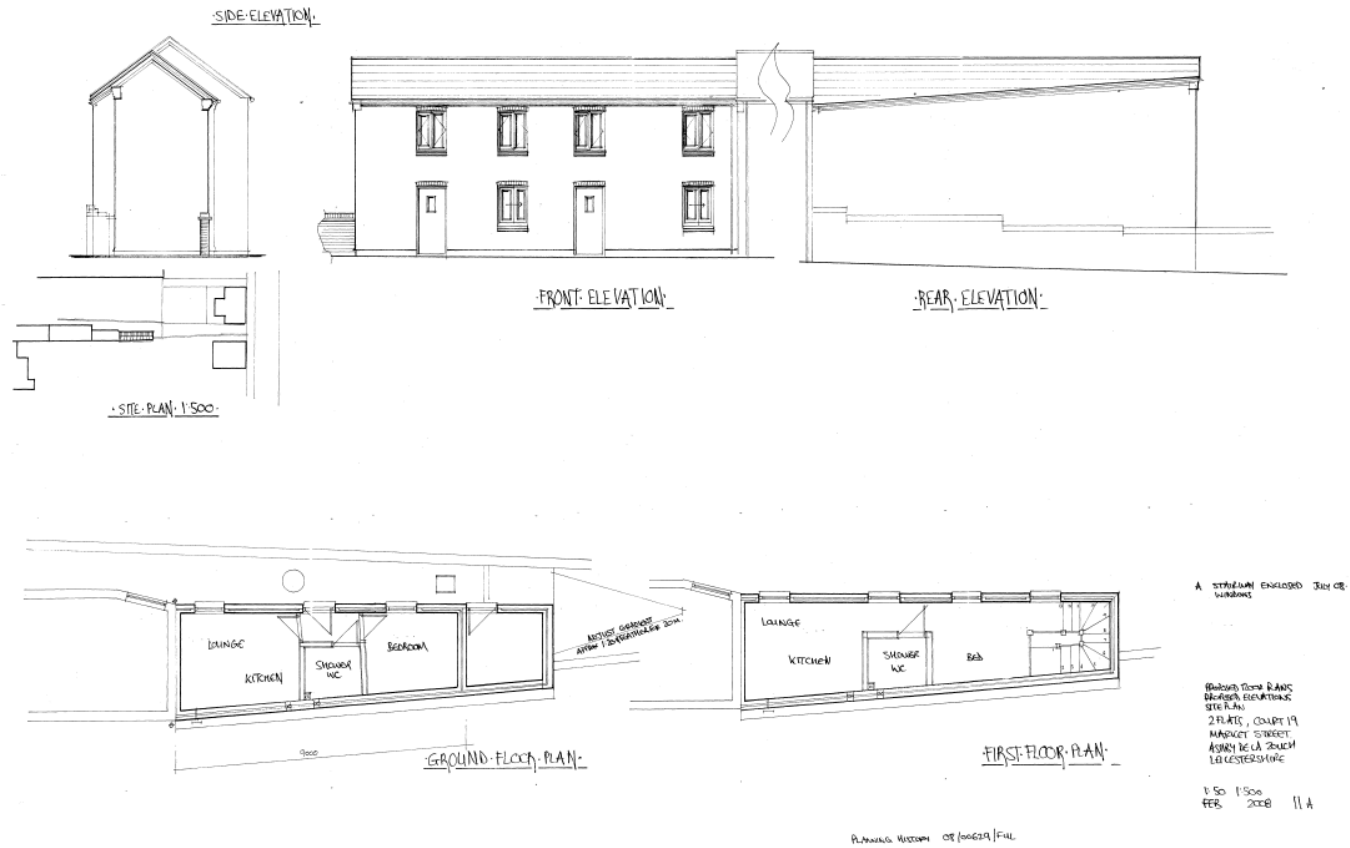 ·SIDE·ELEVATION·
·FRONT· ELEVATION·
·REAR· ELEVATION·
·SITE·PLAN· 1:500·
LOUNGE
KITCHEN
SHOWER
WC
BEDROOM
ADJUST GRADIENT
9000
·GROUND·FLOOR·PLAN·
LOUNGE
KITCHEN
SHOWER
WC
BED
·FIRST·FLOOR·PLAN·
A STAIRWAY ENCLOSED JULY 08·
WINDOWS
PROPOSED FLOOR PLANS
PROPOSED ELEVATIONS
SITE PLAN
2 FLATS, COURT 19
MARKET STREET
ASHBY DE LA ZOUCH
LEICESTERSHIRE
1:50 1:500
FEB 2008 11 A
PLANNING HISTORY 08/00629/FUL